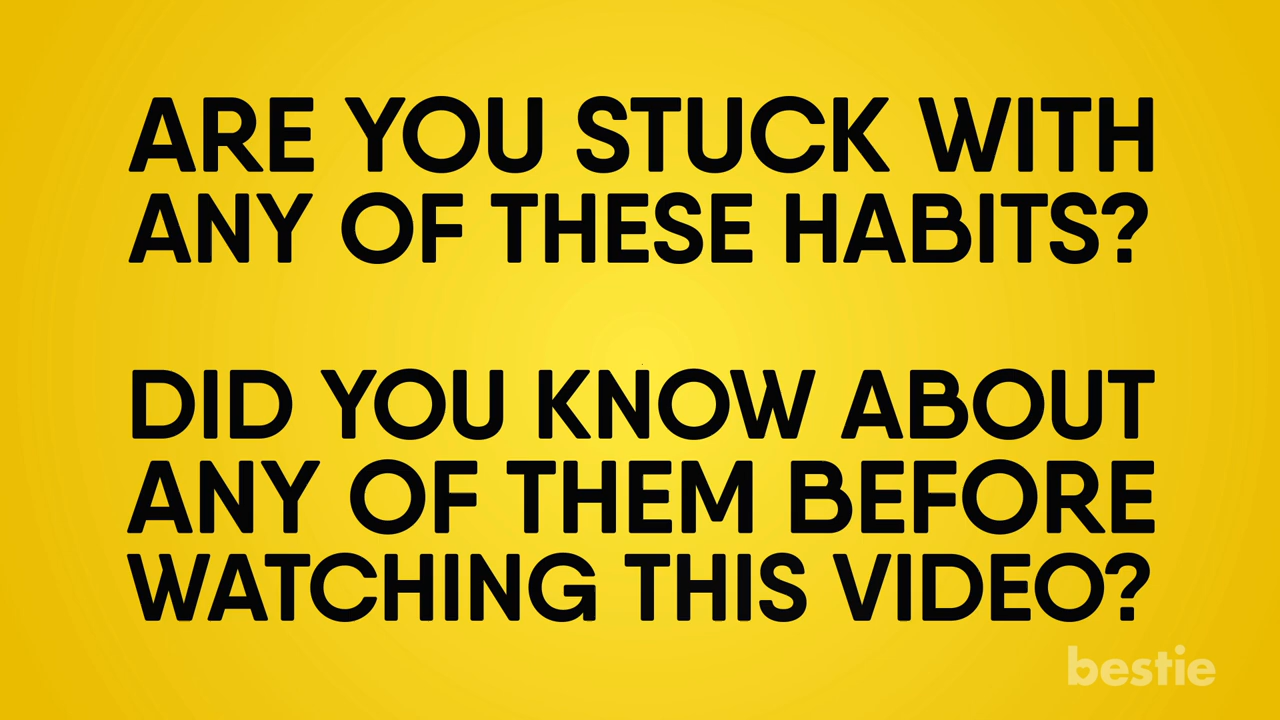 ARE YOU STUCK WITH
ANY OF THESE HABITS?
DID YOU KNOW ABOUT
ANY OF THEM BEFORE
WATCHING THIS VIDEO?
bestie